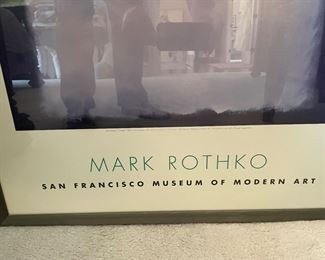 MARK ROTHKO
SAN FRANCISCO MUSEUM OF MODERN ART